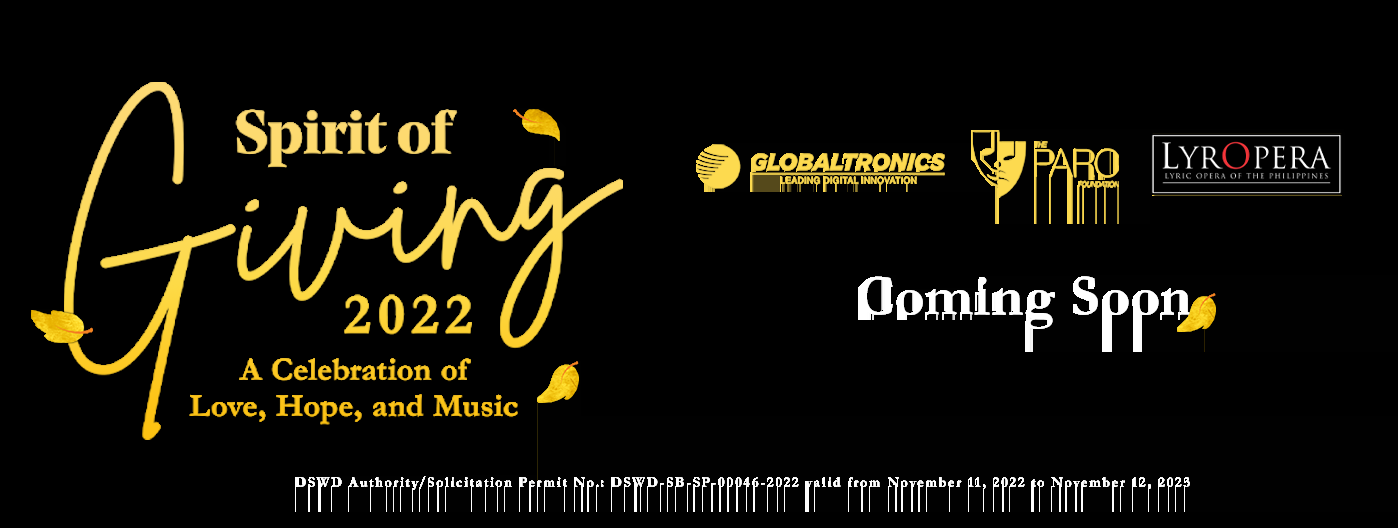 Spirit of
Giving
2022
A Celebration of
Love, Hope, and Music
GLOBALTRONICS
LEADING DIGITAL INNOVATION
THE
PARO
FOUNDATION
LYROPERA
LYRIC OPERA OF THE PHILIPPINES
Coming Soon
DSWD Authority/Solicitation Permit No.: DSWD-SB-SP-00046-2022 valid from November 11, 2022 to November 12, 2023